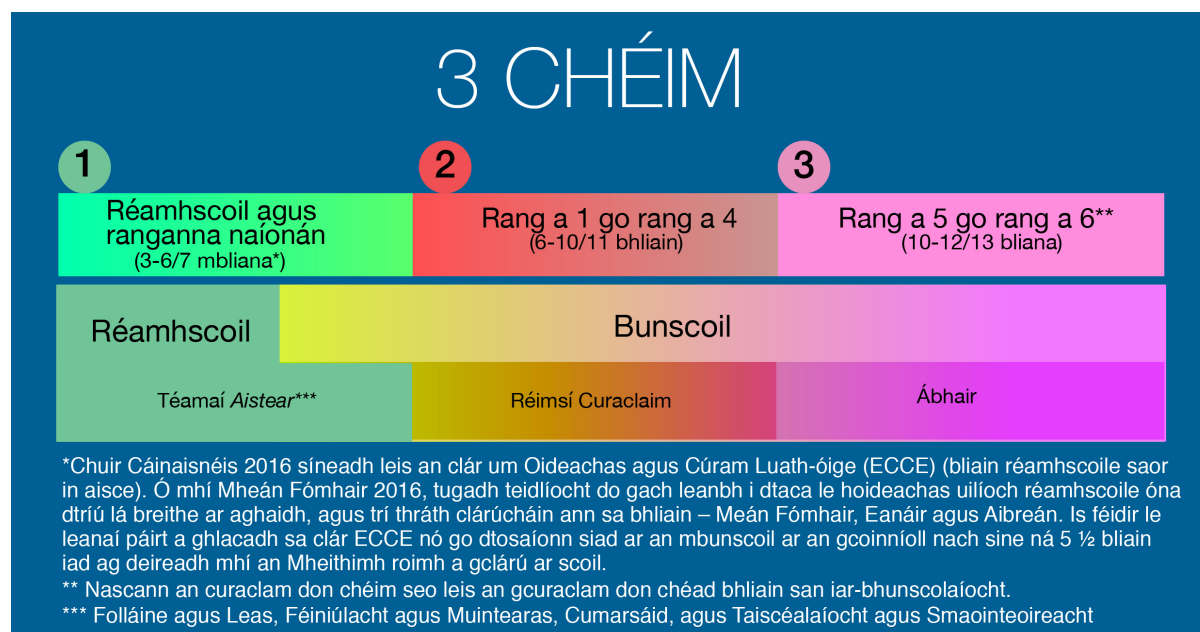 3 CHÉIM
1
2
3
Réamhscoil agus
ranganna naíonán
(3-6/7 mbliana*)
Rang a 1 go rang a 4
(6-10/11 bhliain)
Rang a 5 go rang a 6**
(10-12/13 bliana)
Réamhscoil
Bunscoil
Téamaí Aistear***
Réimsí Curaclaim
Ábhair
*Chuir Cáinaisnéis 2016 síneadh leis an clár um Oideachas agus Cúram Luath-óige (ECCE) (bliain réamhscoile saor
in aisce). Ó mhí Mheán Fómhair 2016, tugadh teidlíocht do gach leanbh i dtaca le hoideachas uilíoch réamhscoile óna
dtríú lá breithe ar aghaidh, agus trí thráth clárúcháin ann sa bhliain – Meán Fómhair, Eanáir agus Aibreán. Is féidir le
leanaí páirt a ghlacadh sa clár ECCE nó go dtosaíonn siad ar an mbunscoil ar an gcoinníoll nach sine ná 5 ½ bliain
iad ag deireadh mhí an Mheithimh roimh a gclárú ar scoil.
** Nascann an curaclam don chéim seo leis an gcuraclam don chéad bhliain san iar-bhunscolaíocht.
*** Folláine agus Leas, Féiniúlacht agus Muintearas, Cumarsáid, agus Taiscéalaíocht agus Smaointeoireacht